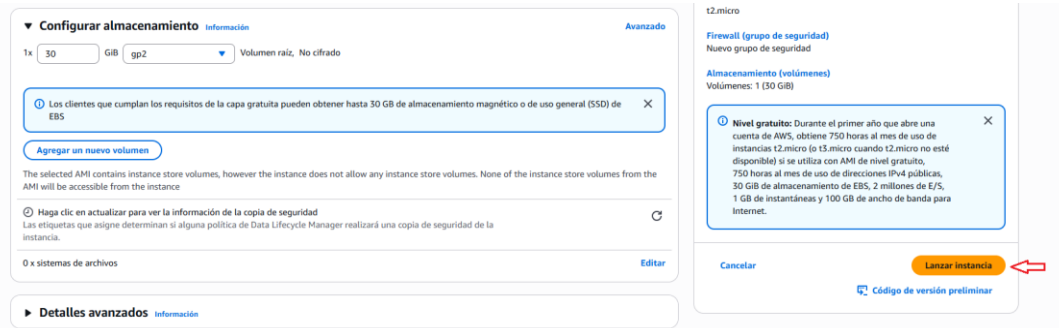 ▼ Configurar almacenamiento Información
Avanzado
1x 30 GiB gp2 Volumen raíz, No cifrado
Los clientes que cumplan los requisitos de la capa gratuita pueden obtener hasta 30 GB de almacenamiento magnético o de uso general (SSD) de
EBS
Agregar un nuevo volumen
The selected AMI contains instance store volumes, however the instance does not allow any instance store volumes. None of the instance store volumes from the
AMI will be accessible from the instance
Haga clic en actualizar para ver la información de la copia de seguridad
Las etiquetas que asigne determinan si alguna política de Data Lifecycle Manager realizará una copia de seguridad de la
instancia.
0 x sistemas de archivos
Editar
▶ Detalles avanzados Información
t2.micro
Firewall (grupo de seguridad)
Nuevo grupo de seguridad
Almacenamiento (volúmenes)
Volúmenes: 1 (30 GiB)
Nivel gratuito: Durante el primer año que abre una
cuenta de AWS, obtiene 750 horas al mes de uso de
instancias t2.micro (o t3.micro cuando t2.micro no esté
disponible) si se utiliza con AMI de nivel gratuito,
750 horas al mes de uso de direcciones IPv4 públicas,
30 GiB de almacenamiento de EBS, 2 millones de E/S,
1 GB de instantáneas y 100 GB de ancho de banda para
Internet.
Cancelar
Lanzar instancia
Código de versión preliminar